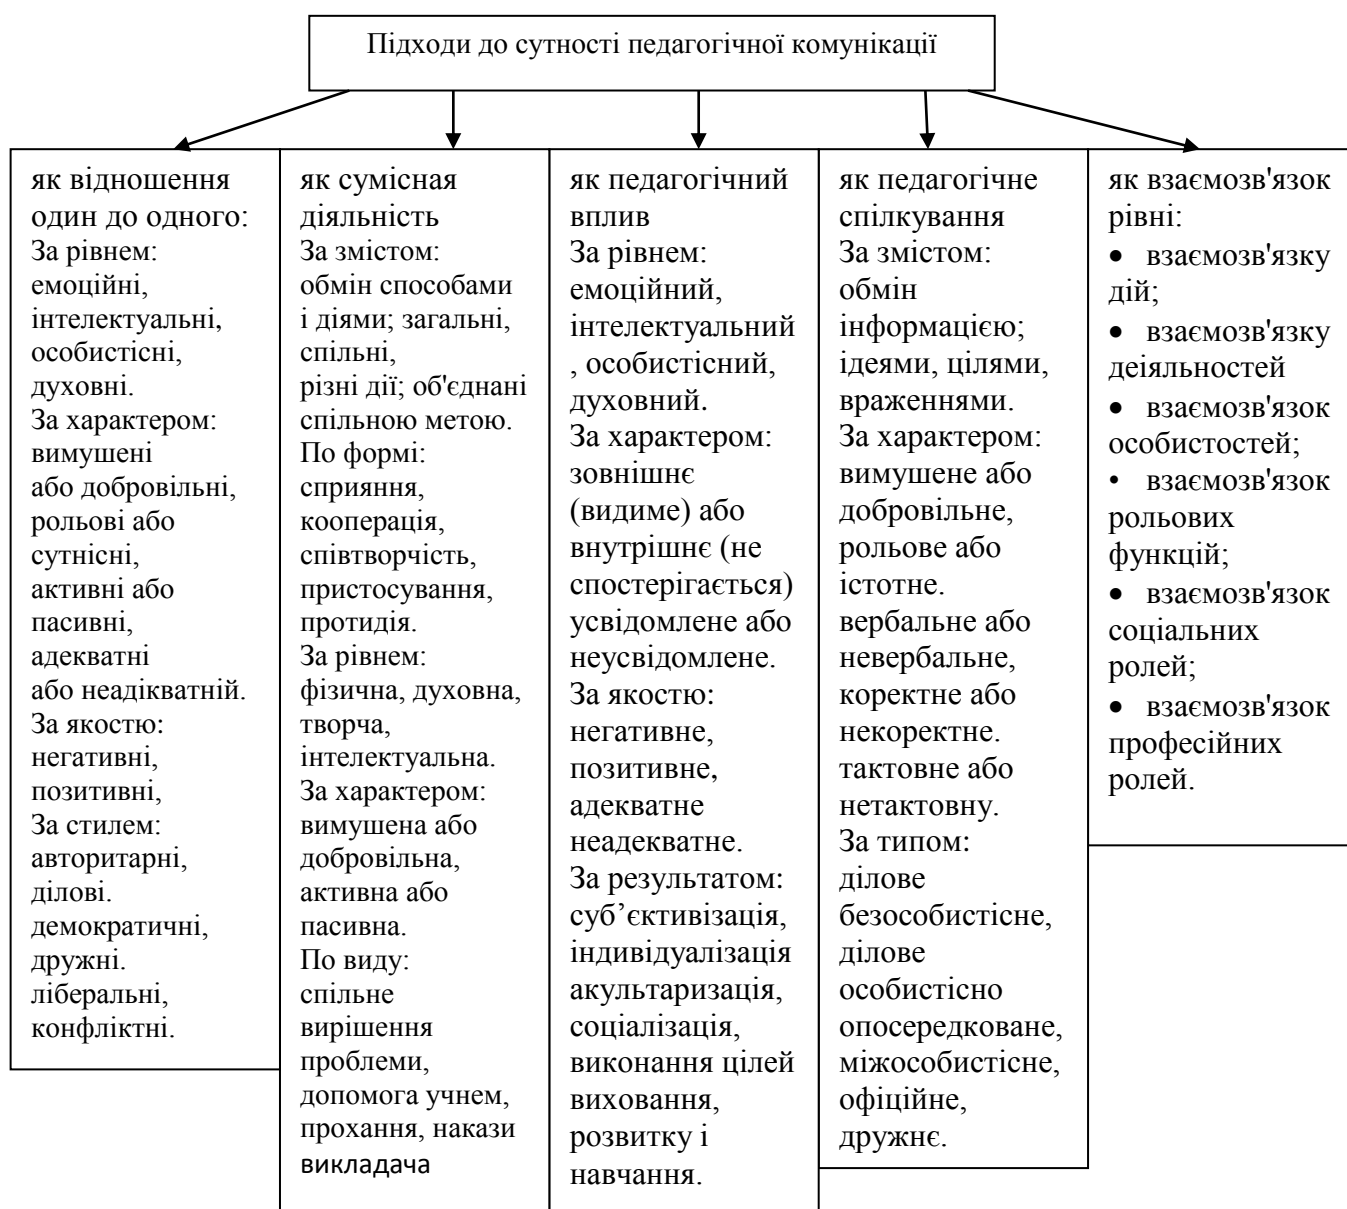 Підходи до сутності педагогічної комунікації
як відношення
один до одного:
За рівнем:
емоційні,
інтелектуальні,
особистісні,
духовні.
За характером:
вимушені
або добровільні,
рольові або
сутнісні,
активні або
пасивні,
адекватні
або неадікватній.
За якостю:
негативні,
позитивні,
За стилем:
авторитарні,
ділові.
демократичні,
дружні.
ліберальні,
конфліктні.
як сумісная
діяльність
За змістом:
обмін способами
і діями; загальні,
спільні,
різні дії; об'єднані
спільною метою.
По формі:
сприяння,
кооперація,
співтворчість,
пристосування,
протидія.
За рівнем:
фізична, духовна,
творча,
інтелектуальна.
За характером:
вимушена або
добровільна,
активна або
пасивна.
По виду:
спільне
вирішення
проблеми,
допомога учнем,
прохання, накази
викладача
як педагогічний
вплив
За рівнем:
емоційний,
інтелектуальний
, особистісний,
духовний.
За характером:
зовнішнє
(видиме) або
внутрішнє (не
спостерігається)
усвідомлене або
неусвідомлене.
За якостю:
негативне,
позитивне,
адекватне
неадекватне.
За результатом:
суб’єктивізація,
індивідуалізація
акультаризація,
соціалізація,
виконання цілей
виховання,
розвитку і
навчання.
як педагогічне
спілкування
За змістом:
обмін
інформацією;
ідеями, цілями,
враженнями.
За характером:
вимушене або
добровільне,
рольове або
істотне.
вербальне або
невербальне,
коректне або
некоректне.
тактовне або
нетактовну.
За типом:
ділове
безособистісне,
ділове
особистісно
опосередковане,
міжособистісне,
офіційне,
дружнє.
як взаємозв'язок
рівні:
• взаємозв'язку
дій;
• взаємозв'язку
деіяльностей
• взаємозв'язок
особистостей;
• взаємозв'язок
рольових
функцій;
• взаємозв'язок
соціальних
ролей;
• взаємозв'язок
професійних
ролей.